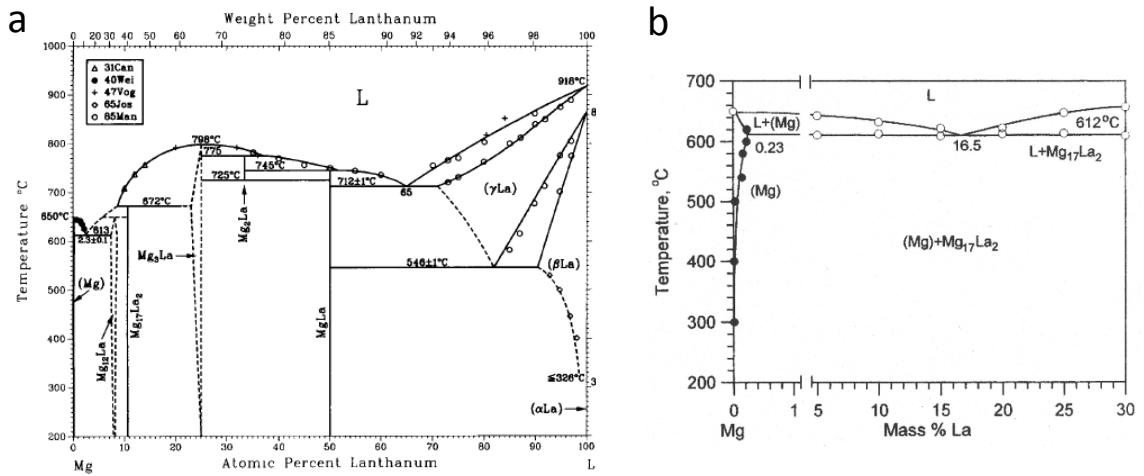 a
Weight Percent Lanthanum
0 20 30 40 50 60 70 80 85 90 92 93 94 96 98 99 100
1000
900
800
700
600
500
400
300
200
Temperature °C
31Can
40Wei
47Vog
65Jos
85Man
L
918°C
8
798°C
775
745°C
725°C
712±1°C
65
(γLa)
672°C
650°C
613
2.3±0.1
Mg₂La
Mg₃La
546±1°C
(βLa)
(Mg)
Mg₁₂La
Mg₁₇La₂
MgLa
≦326°C
3
(αLa)
0 10 20 30 40 50 60 70 80 90 100
Mg
Atomic Percent Lanthanum
L
b
700
600
500
400
300
200
Temperature, °C
L
L+(Mg)
612°C
0.23
16.5
L+Mg₁₇La₂
(Mg)
(Mg)+Mg₁₇La₂
0 1 5 10 15 20 25 30
Mg
Mass % La